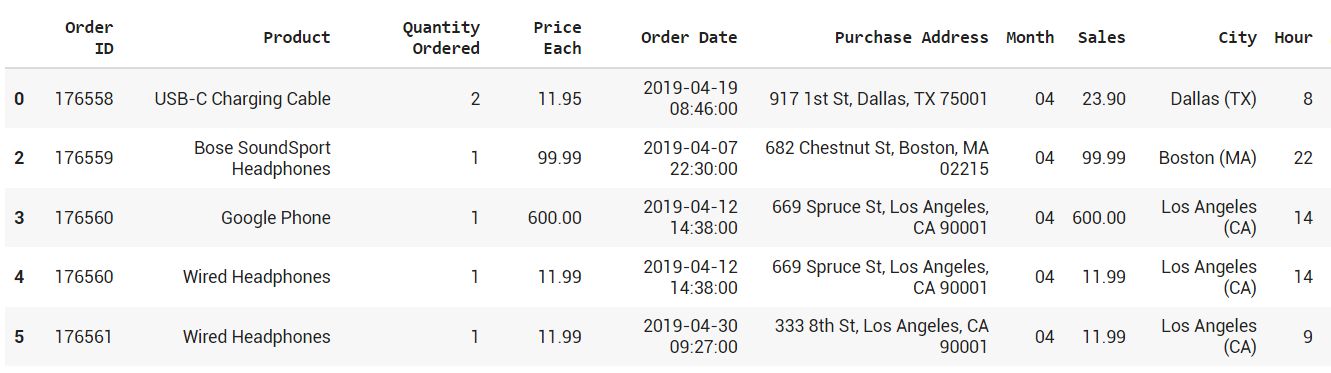 Order ID Product Quantity Ordered Price Each Order Date Purchase Address Month Sales City Hour
0 176558 USB-C Charging Cable 2 11.95 2019-04-19 08:46:00 917 1st St, Dallas, TX 75001 04 23.90 Dallas (TX) 8
2 176559 Bose SoundSport Headphones 1 99.99 2019-04-07 22:30:00 682 Chestnut St, Boston, MA 02215 04 99.99 Boston (MA) 22
3 176560 Google Phone 1 600.00 2019-04-12 14:38:00 669 Spruce St, Los Angeles, CA 90001 04 600.00 Los Angeles (CA) 14
4 176560 Wired Headphones 1 11.99 2019-04-12 14:38:00 669 Spruce St, Los Angeles, CA 90001 04 11.99 Los Angeles (CA) 14
5 176561 Wired Headphones 1 11.99 2019-04-30 09:27:00 333 8th St, Los Angeles, CA 90001 04 11.99 Los Angeles (CA) 9